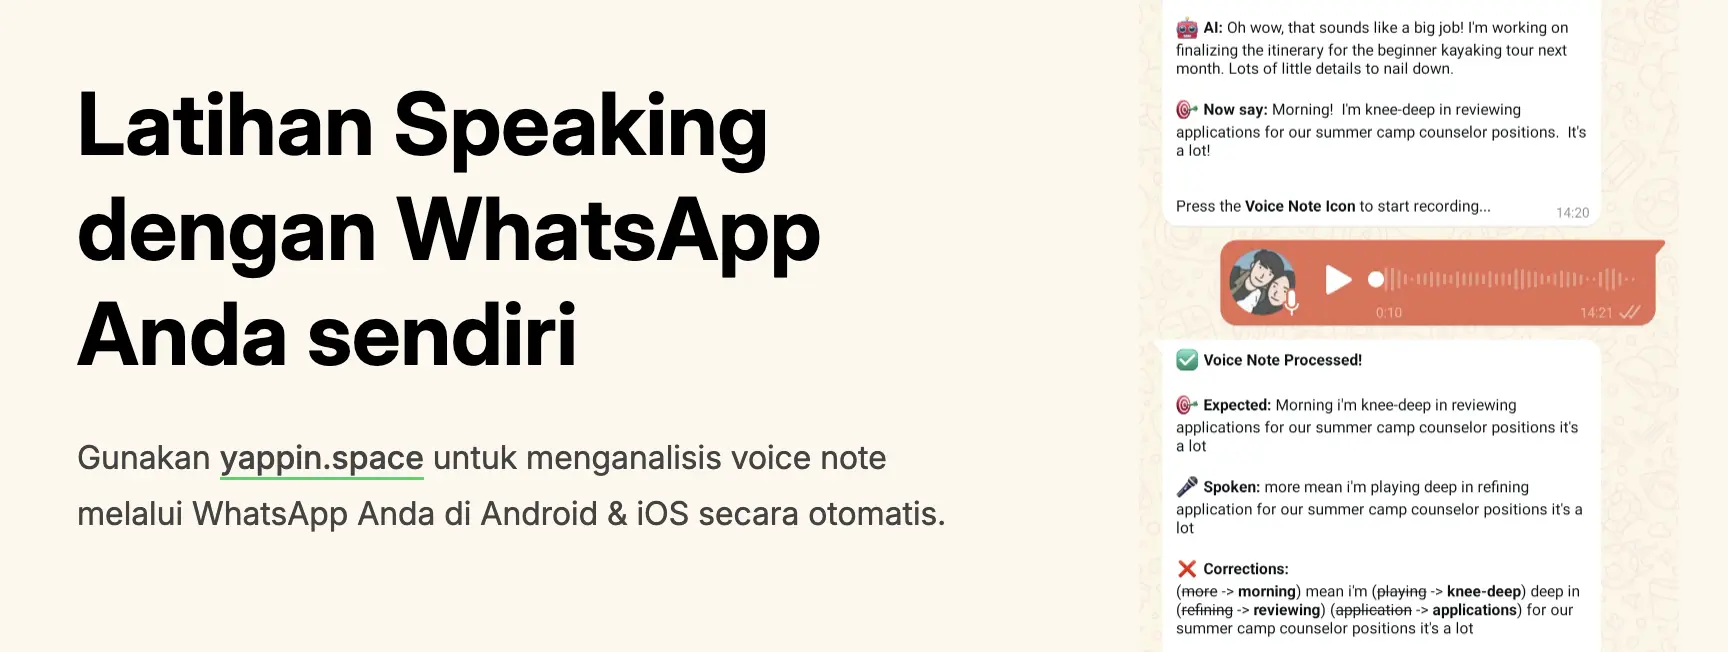 Latihan Speaking
dengan WhatsApp
Anda sendiri
Gunakan yappin.space untuk menganalisis voice note
melalui WhatsApp Anda di Android & iOS secara otomatis.
AI: Oh wow, that sounds like a big job! I'm working on
finalizing the itinerary for the beginner kayaking tour next
month. Lots of little details to nail down.
Now say: Morning!  I'm knee-deep in reviewing
applications for our summer camp counselor positions.  It's
a lot!
Press the Voice Note Icon to start recording...
14:20
0:10
14:21
Voice Note Processed!
Expected: Morning i'm knee-deep in reviewing
applications for our summer camp counselor positions it's
a lot
Spoken: more mean i'm playing deep in refining
application for our summer camp counselor positions it's a
lot
Corrections:
(more -> morning) mean i'm (playing -> knee-deep) deep in
(refining -> reviewing) (application -> applications) for our
summer camp counselor positions it's a lot